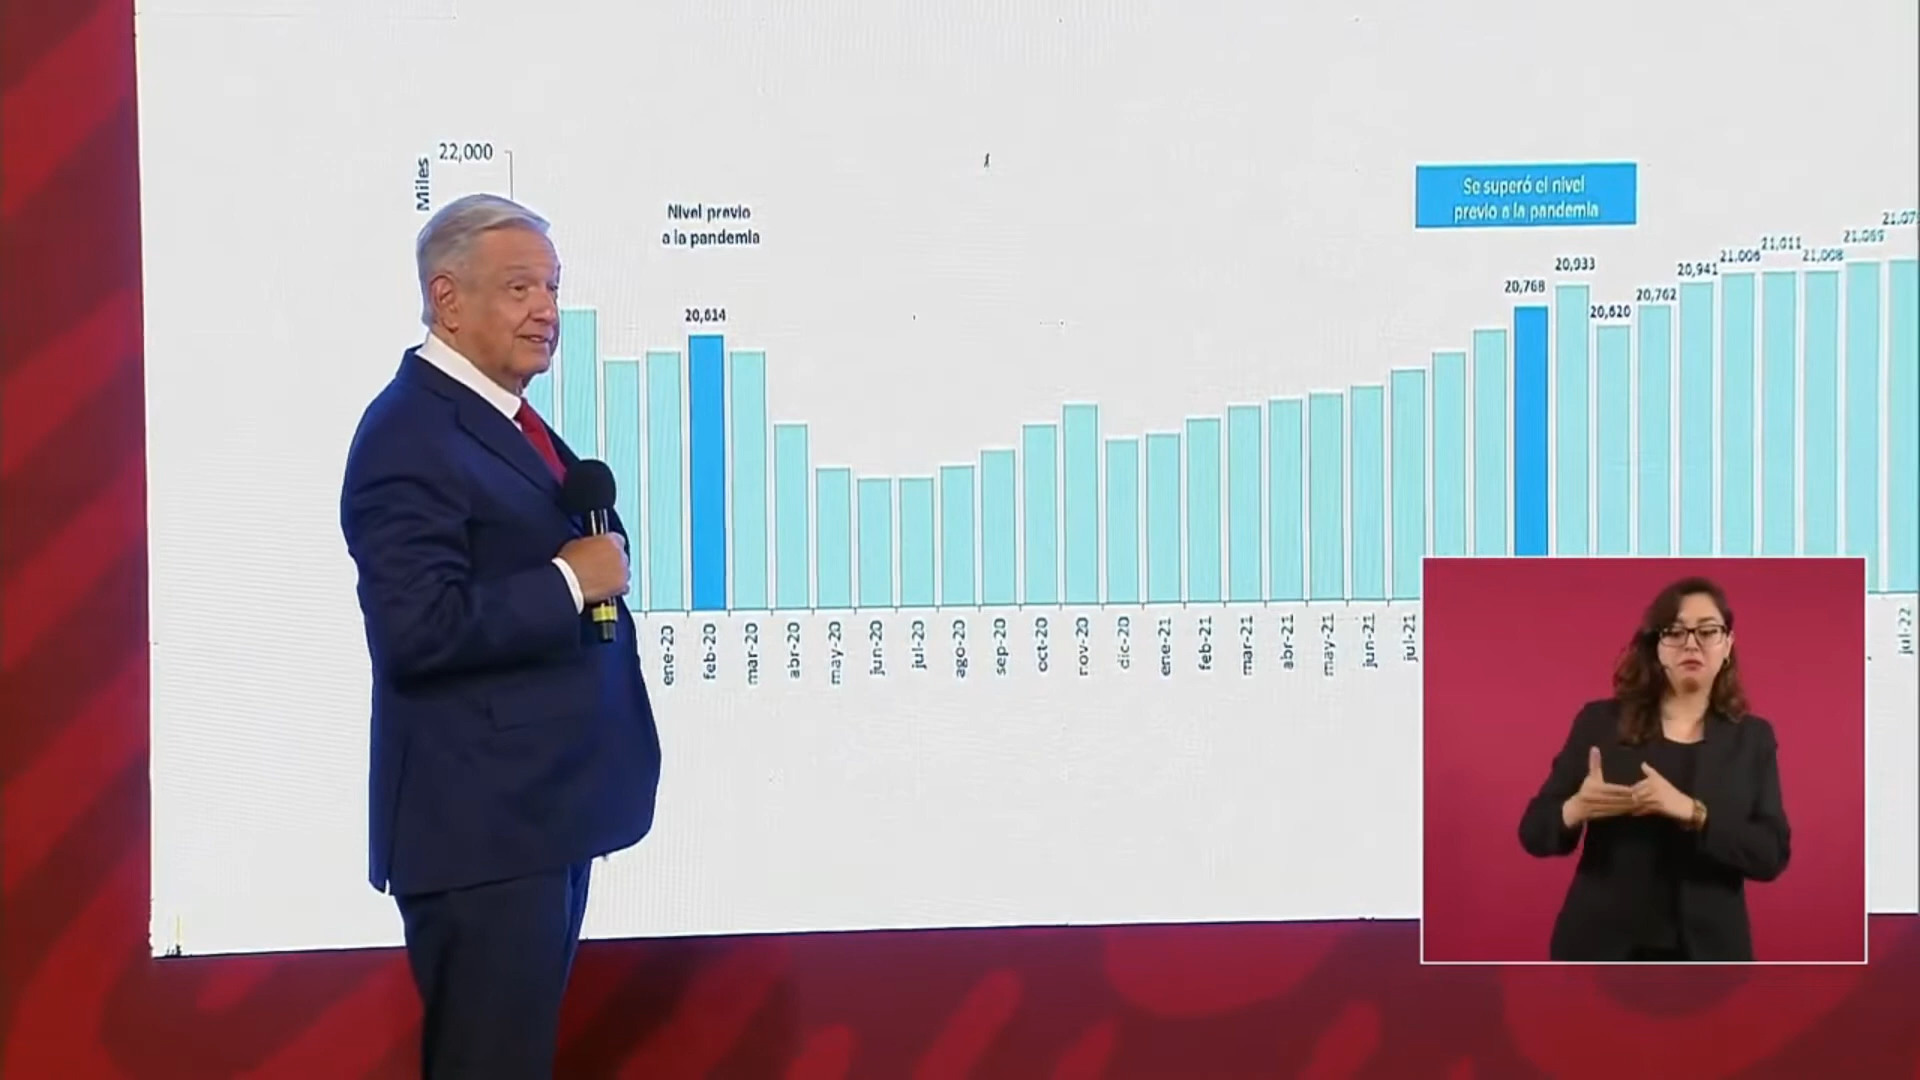 Miles
22,000
Nivel previo
a la pandemia
20,614
Se superó el nivel
previo a la pandemia
20,768
20,933
20,620
20,762
20,941
21,006
21,011
21,008
21,069
ene-20
feb-20
mar-20
abr-20
may-20
jun-20
jul-20
ago-20
sep-20
oct-20
nov-20
dic-20
ene-21
feb-21
mar-21
abr-21
may-21
jun-21
jul-21
jul-22